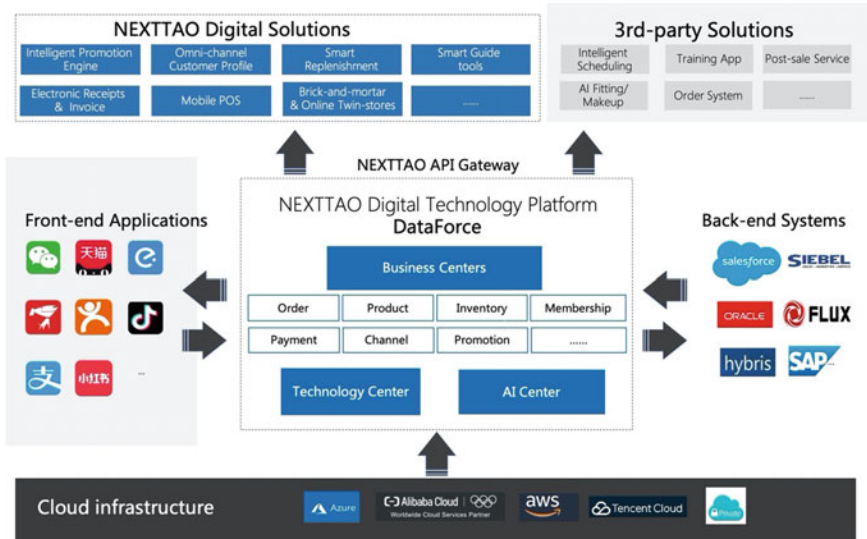 NEXTTAO Digital Solutions
Intelligent Promotion
Engine
Omni-channel
Customer Profile
Smart
Replenishment
Smart Guide
tools
Electronic Receipts
& Invoice
Mobile POS
Brick-and-mortar
& Online Twin-stores
......
3rd-party Solutions
Intelligent
Scheduling
Training App
Post-sale Service
AI Fitting/
Makeup
Order System
......
NEXTTAO API Gateway
Front-end Applications
天猫
小红书
...
NEXTTAO Digital Technology Platform
DataForce
Business Centers
Order
Product
Inventory
Membership
Payment
Channel
Promotion
......
Technology Center
AI Center
Back-end Systems
salesforce
SIEBEL
ORACLE
FLUX
hybris
SAP
...
Cloud infrastructure
Azure
Alibaba Cloud
Worldwide Cloud Services Partner
aws
Tencent Cloud
Private